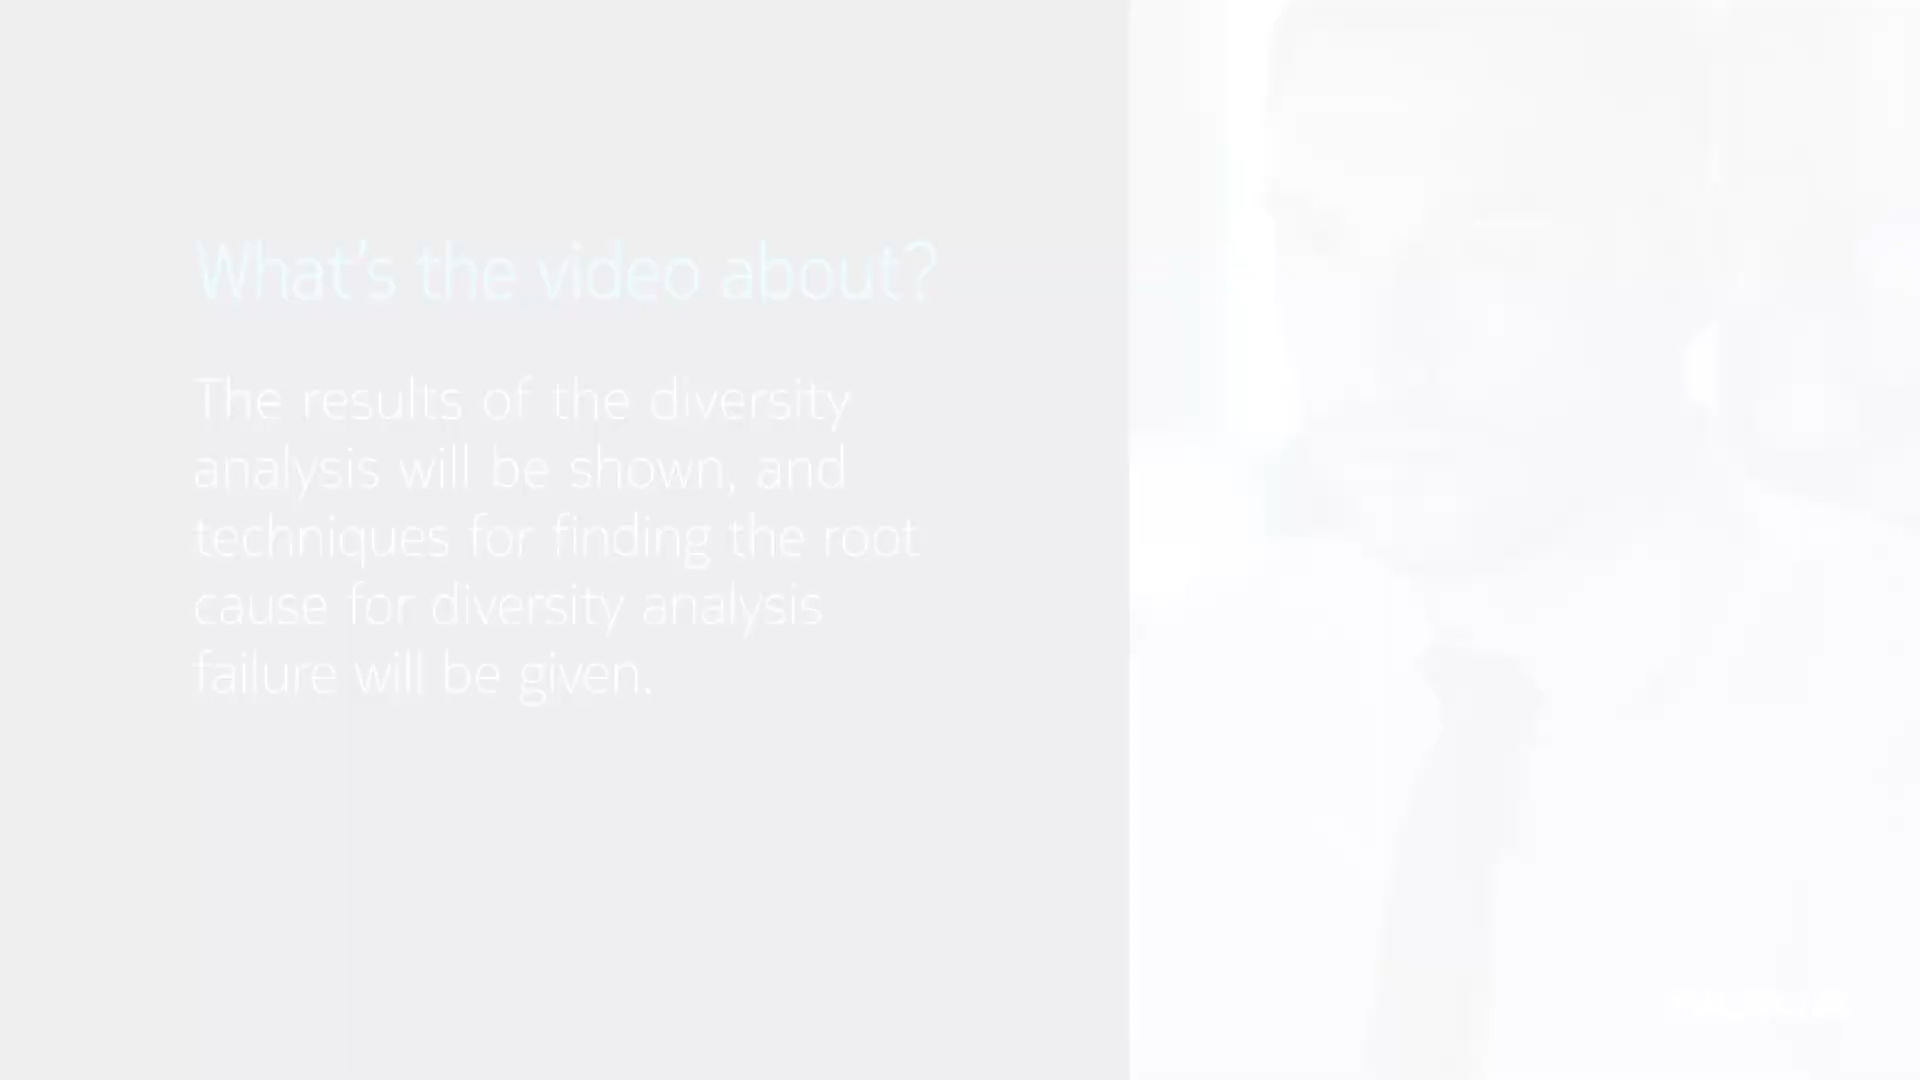 What's the video about?
The results of the diversity
analysis will be shown, and
techniques for finding the root
cause for diversity analysis
failure will be given.